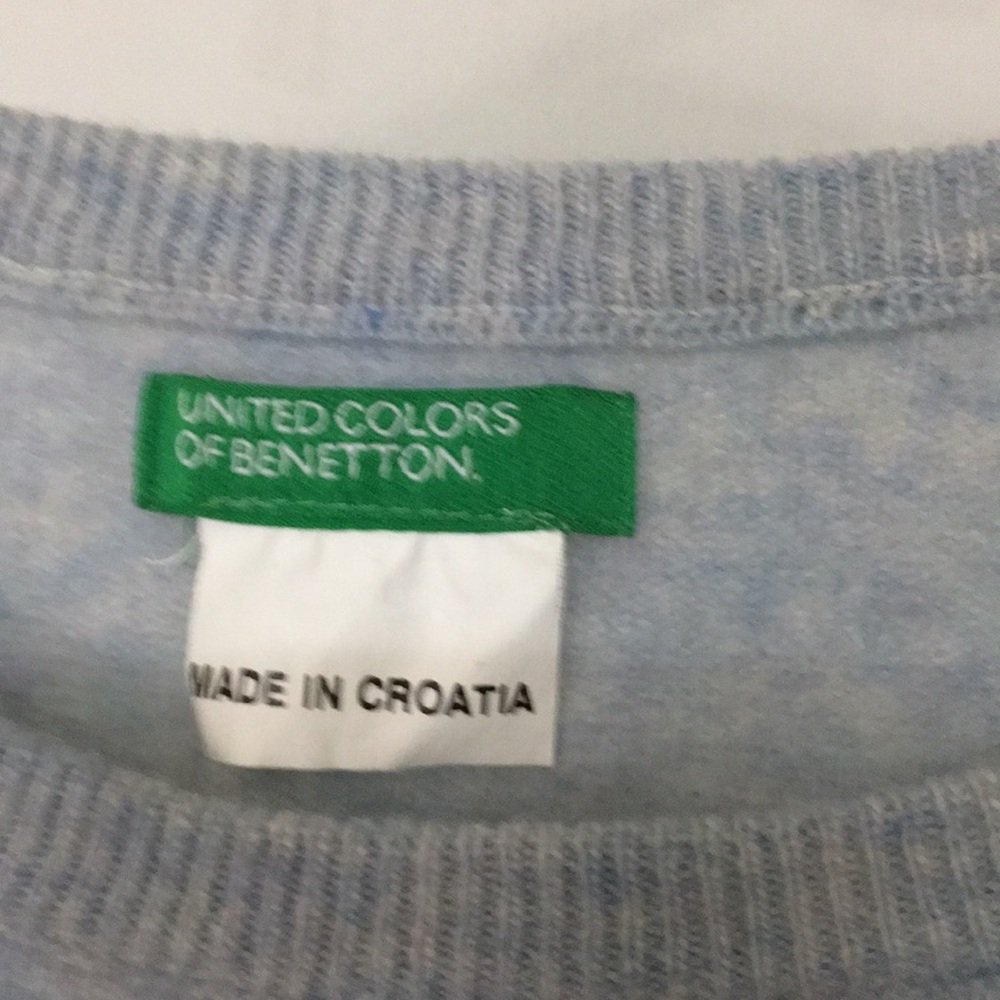 UNITED COLORS
OF BENETTON.
MADE IN CROATIA